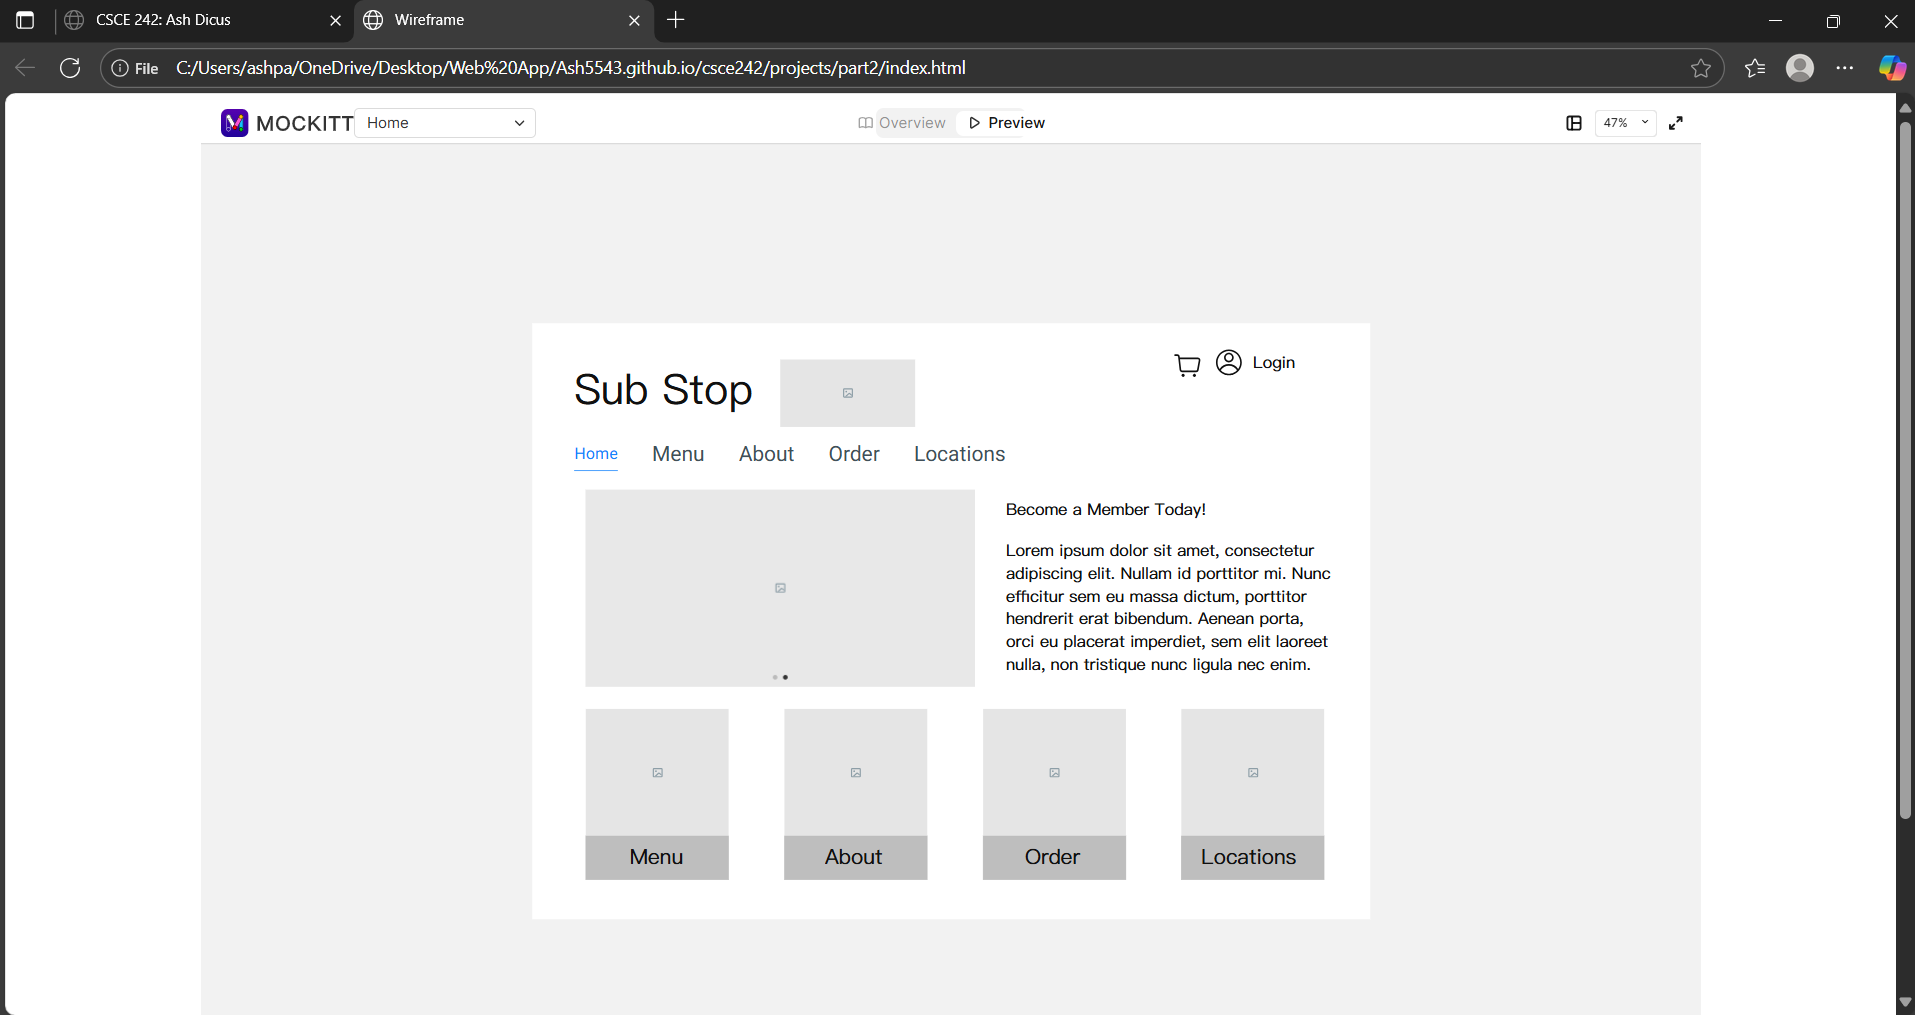 CSCE 242: Ash Dicus
Wireframe
File C:/Users/ashpa/OneDrive/Desktop/Web%20App/Ash5543.github.io/csce242/projects/part2/index.html
MOCKITT
Home
Overview
Preview
47%
Sub Stop
Login
Home Menu About Order Locations
Become a Member Today!
Lorem ipsum dolor sit amet, consectetur
adipiscing elit. Nullam id porttitor mi. Nunc
efficitur sem eu massa dictum, porttitor
hendrerit erat bibendum. Aenean porta,
orci eu placerat imperdiet, sem elit laoreet
nulla, non tristique nunc ligula nec enim.
Menu
About
Order
Locations